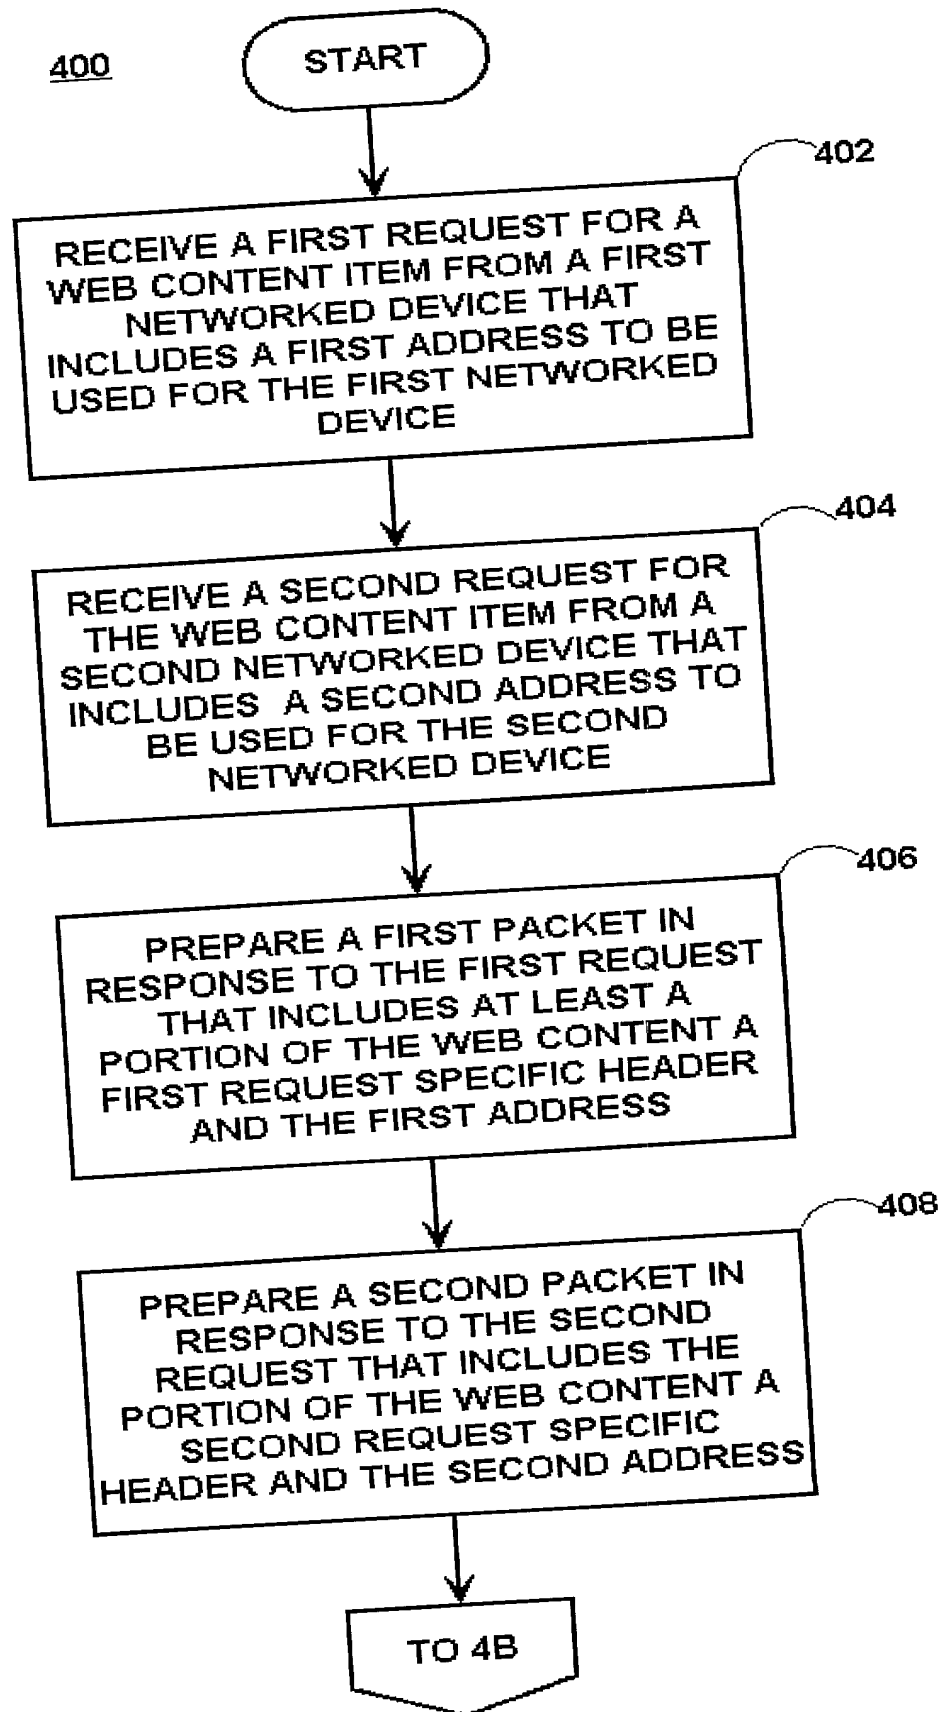 400
START
402
RECEIVE A FIRST REQUEST FOR A
WEB CONTENT ITEM FROM A FIRST
NETWORKED DEVICE THAT
INCLUDES A FIRST ADDRESS TO BE
USED FOR THE FIRST NETWORKED
DEVICE
404
RECEIVE A SECOND REQUEST FOR
THE WEB CONTENT ITEM FROM A
SECOND NETWORKED DEVICE THAT
INCLUDES A SECOND ADDRESS TO
BE USED FOR THE SECOND
NETWORKED DEVICE
406
PREPARE A FIRST PACKET IN
RESPONSE TO THE FIRST REQUEST
THAT INCLUDES AT LEAST A
PORTION OF THE WEB CONTENT A
FIRST REQUEST SPECIFIC HEADER
AND THE FIRST ADDRESS
408
PREPARE A SECOND PACKET IN
RESPONSE TO THE SECOND
REQUEST THAT INCLUDES THE
PORTION OF THE WEB CONTENT A
SECOND REQUEST SPECIFIC
HEADER AND THE SECOND ADDRESS
TO 4B